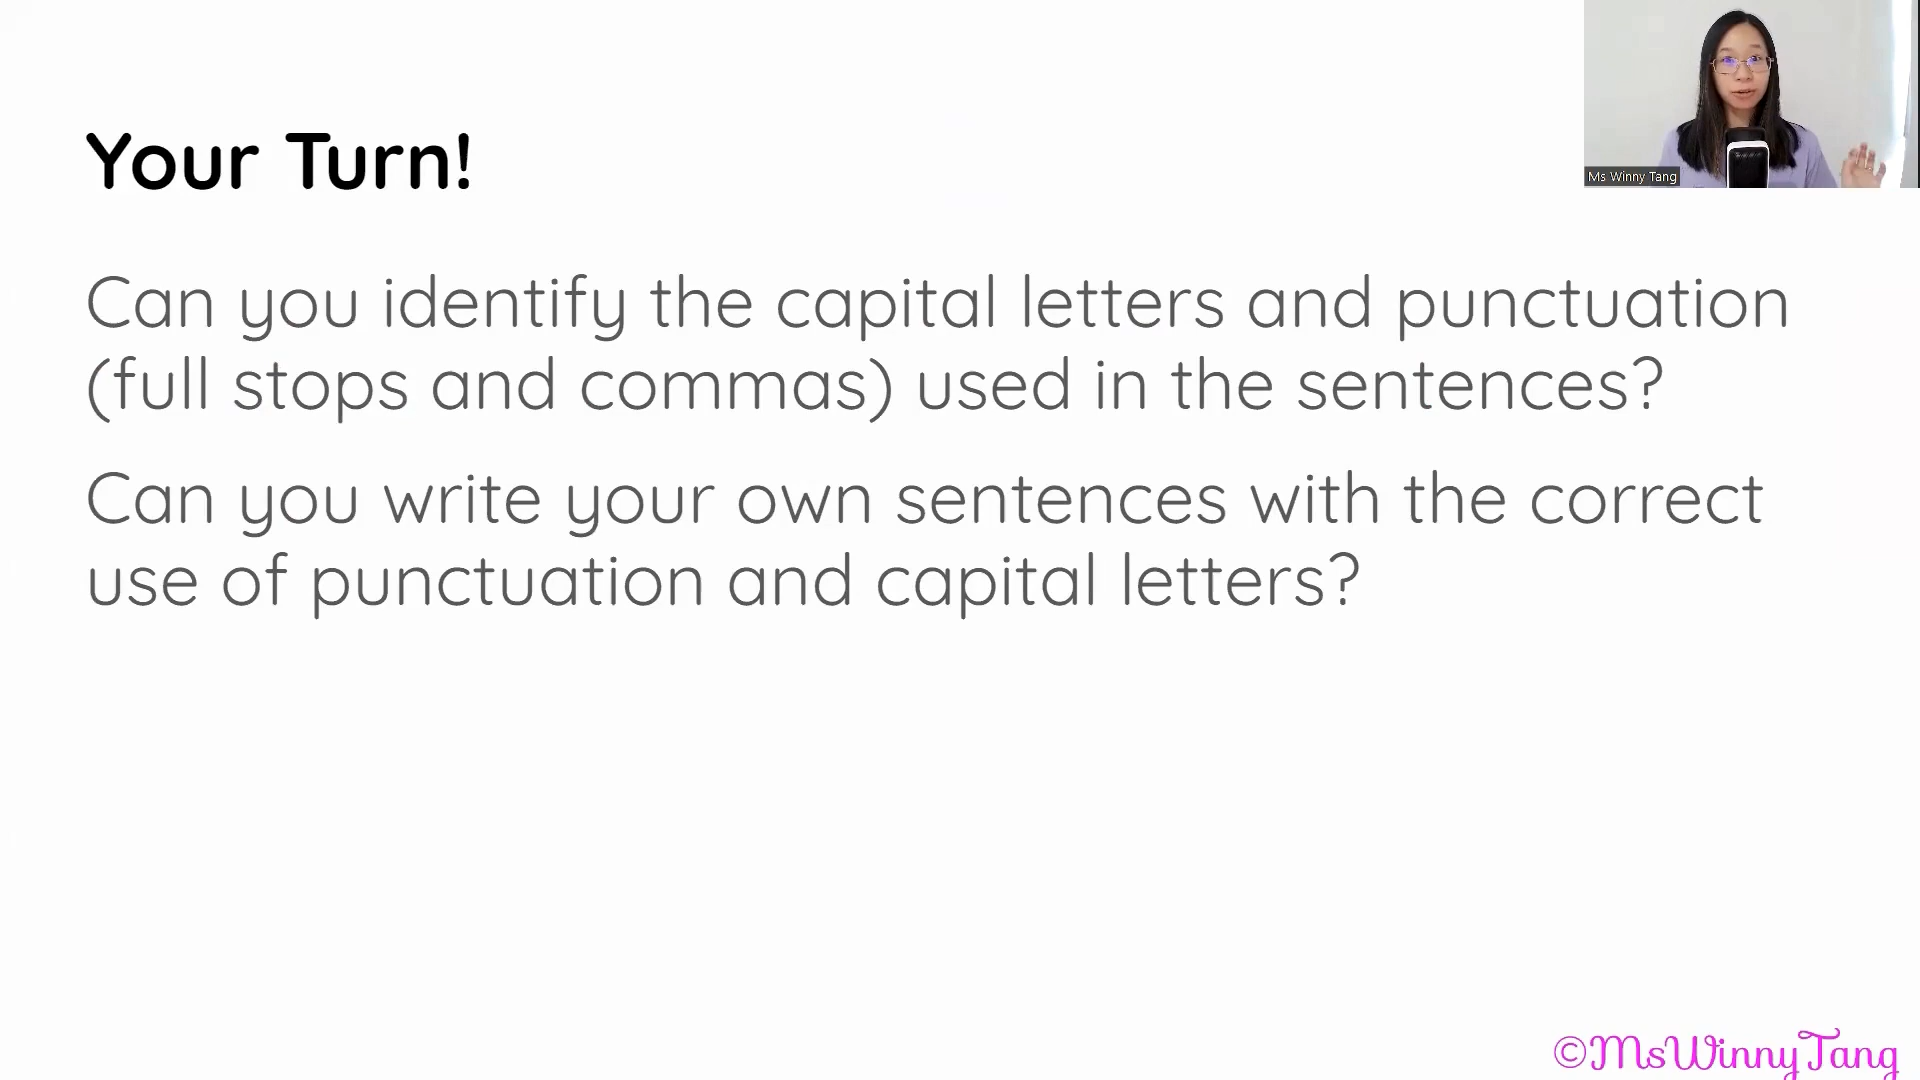 Your Turn!
Ms Winny Tang
Can you identify the capital letters and punctuation
(full stops and commas) used in the sentences?
Can you write your own sentences with the correct
use of punctuation and capital letters?
©MsWinnyTang